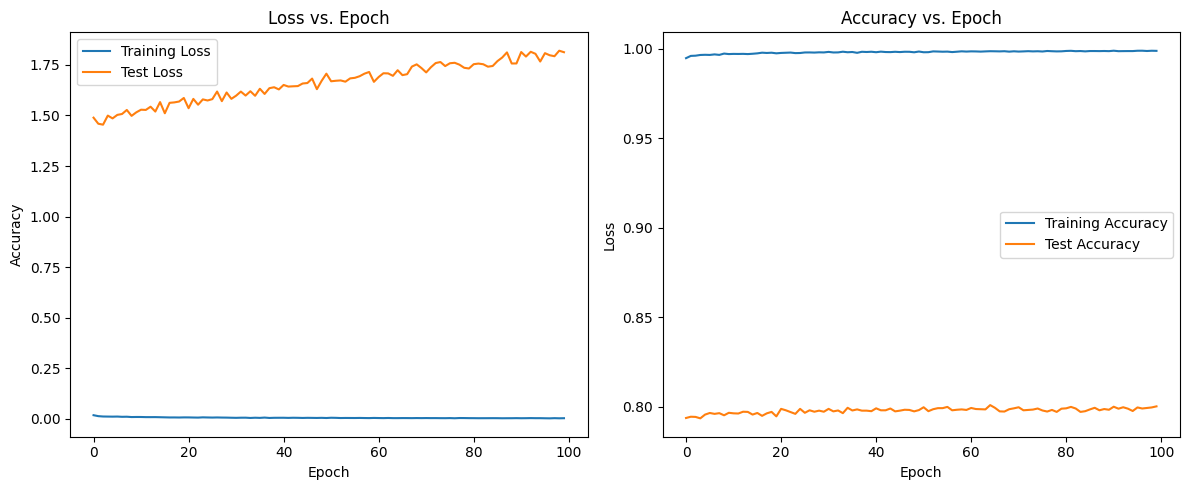 Loss vs. Epoch
Training Loss
Test Loss
Accuracy
1.75
1.50
1.25
1.00
0.75
0.50
0.25
0.00
0 20 40 60 80 100
Epoch
Accuracy vs. Epoch
Training Accuracy
Test Accuracy
Loss
1.00
0.95
0.90
0.85
0.80
0 20 40 60 80 100
Epoch